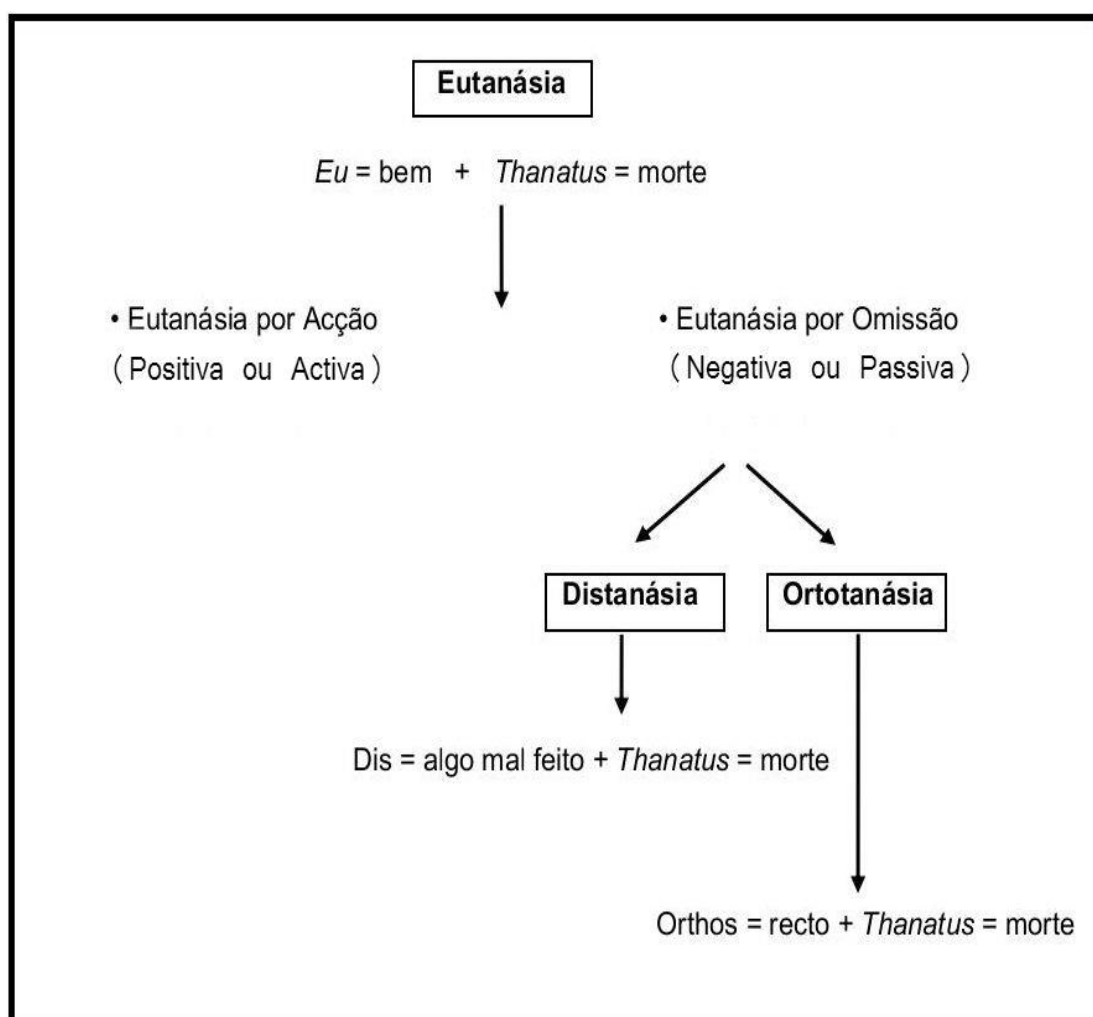 Eutanásia
Eu = bem + Thanatus = morte
• Eutanásia por Acção
(Positiva ou Activa)
• Eutanásia por Omissão
(Negativa ou Passiva)
Distanásia
Ortotanásia
Dis = algo mal feito + Thanatus = morte
Orthos = recto + Thanatus = morte